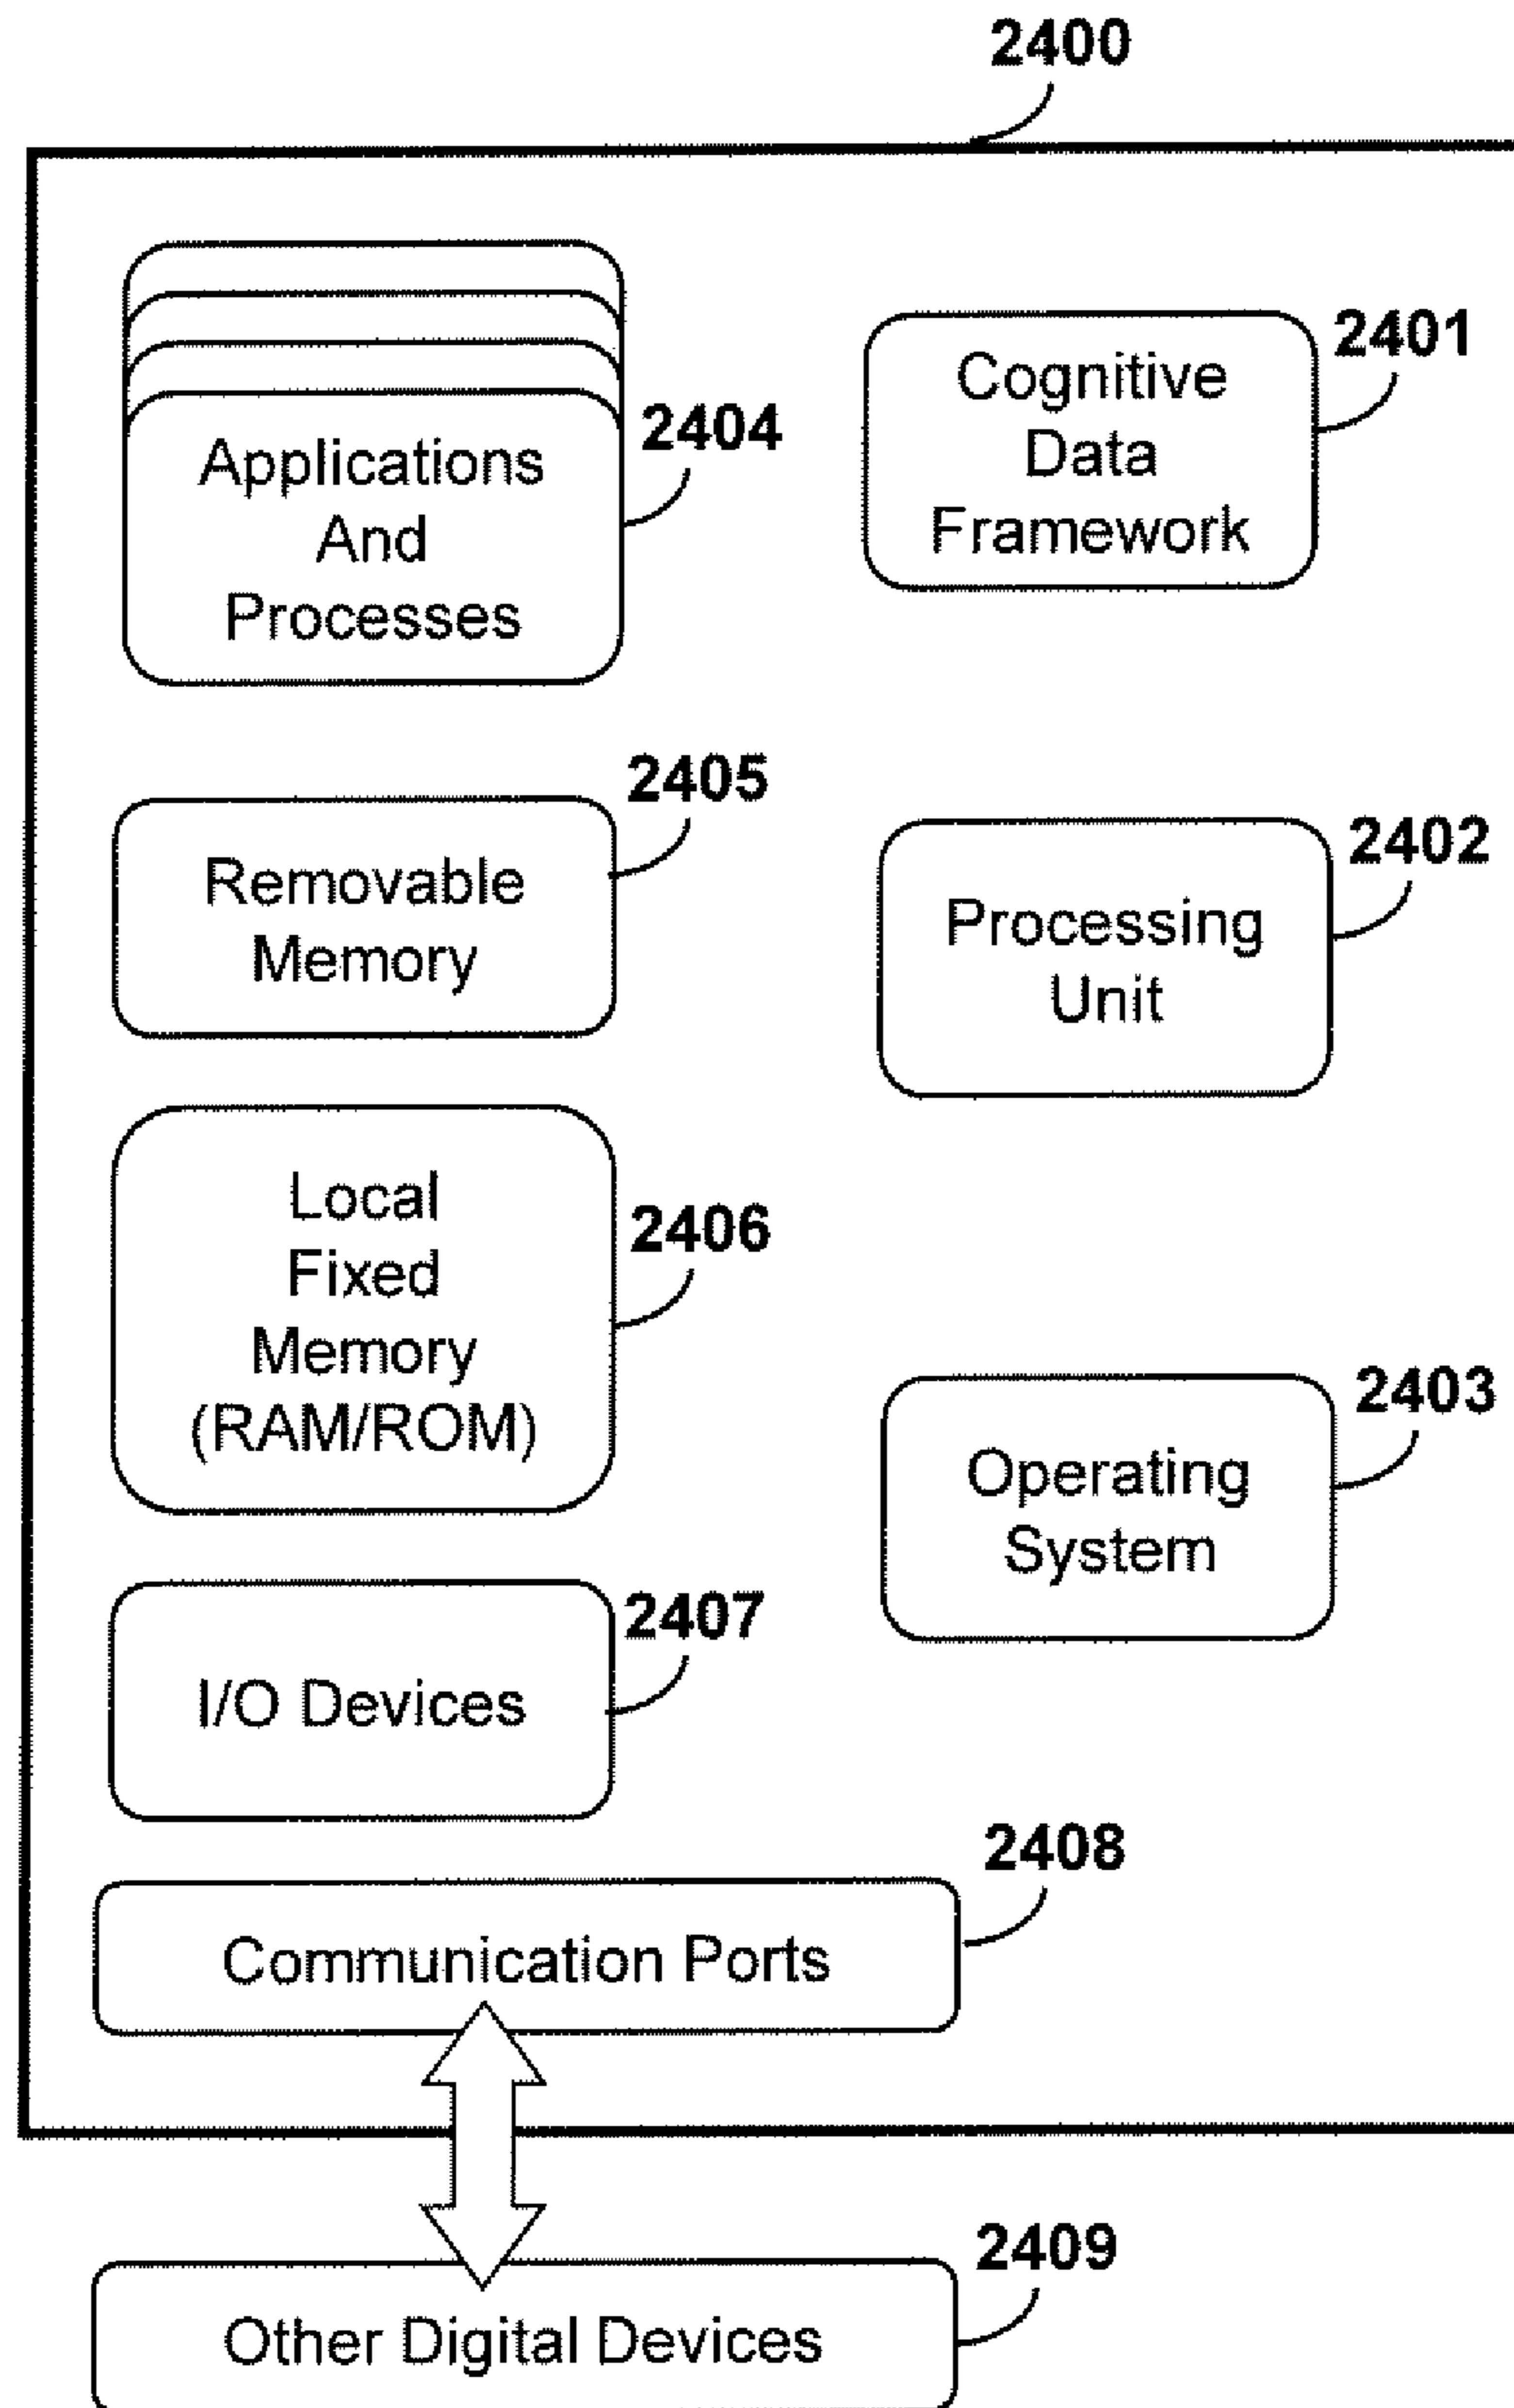 2400
Applications
And
Processes
2404
Cognitive
Data
Framework
2401
Removable
Memory
2405
Processing
Unit
2402
Local
Fixed
Memory
(RAM/ROM)
2406
Operating
System
2403
I/O Devices
2407
Communication Ports
2408
Other Digital Devices
2409